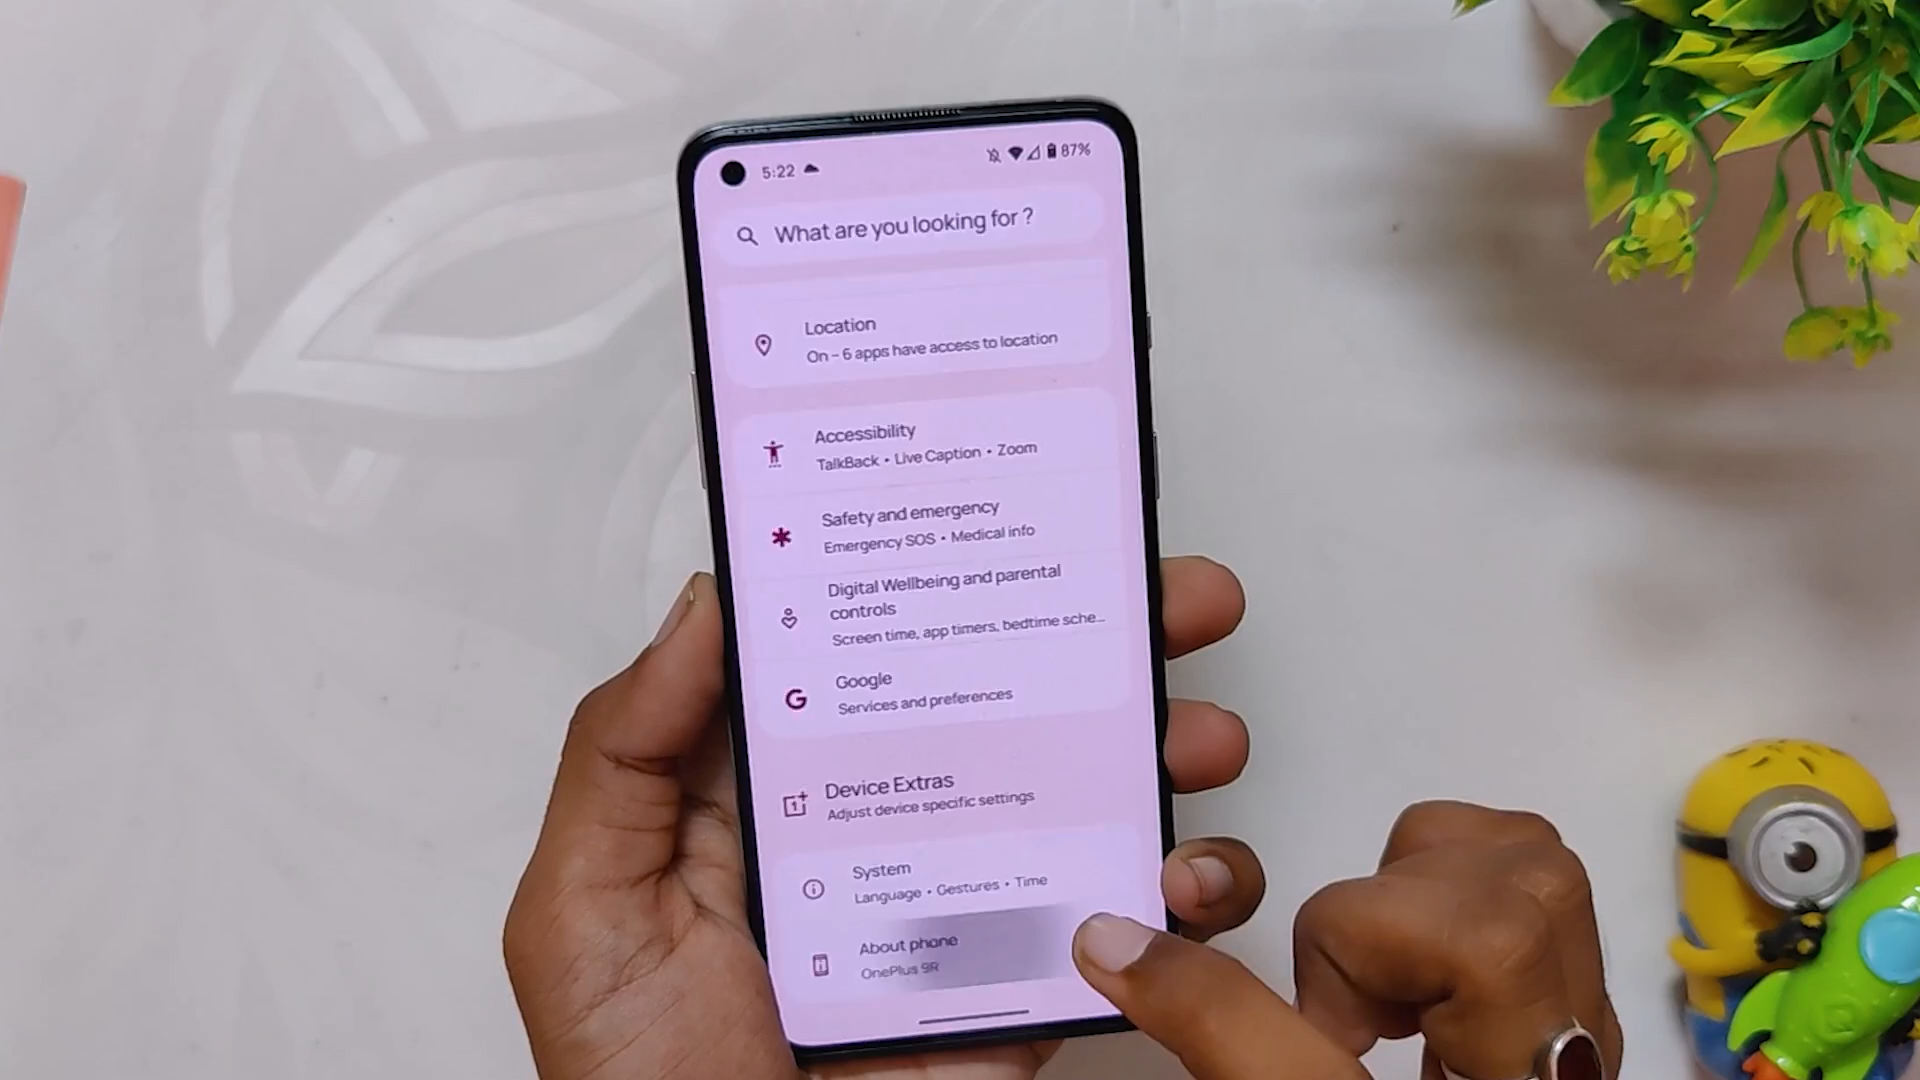 5:22
87%
What are you looking for ?
Location
On – 6 apps have access to location
Accessibility
TalkBack • Live Caption • Zoom
Safety and emergency
Emergency SOS • Medical info
Digital Wellbeing and parental
controls
Screen time, app timers, bedtime sche...
Google
Services and preferences
Device Extras
Adjust device specific settings
System
Language • Gestures • Time
About phone
OnePlus 9R